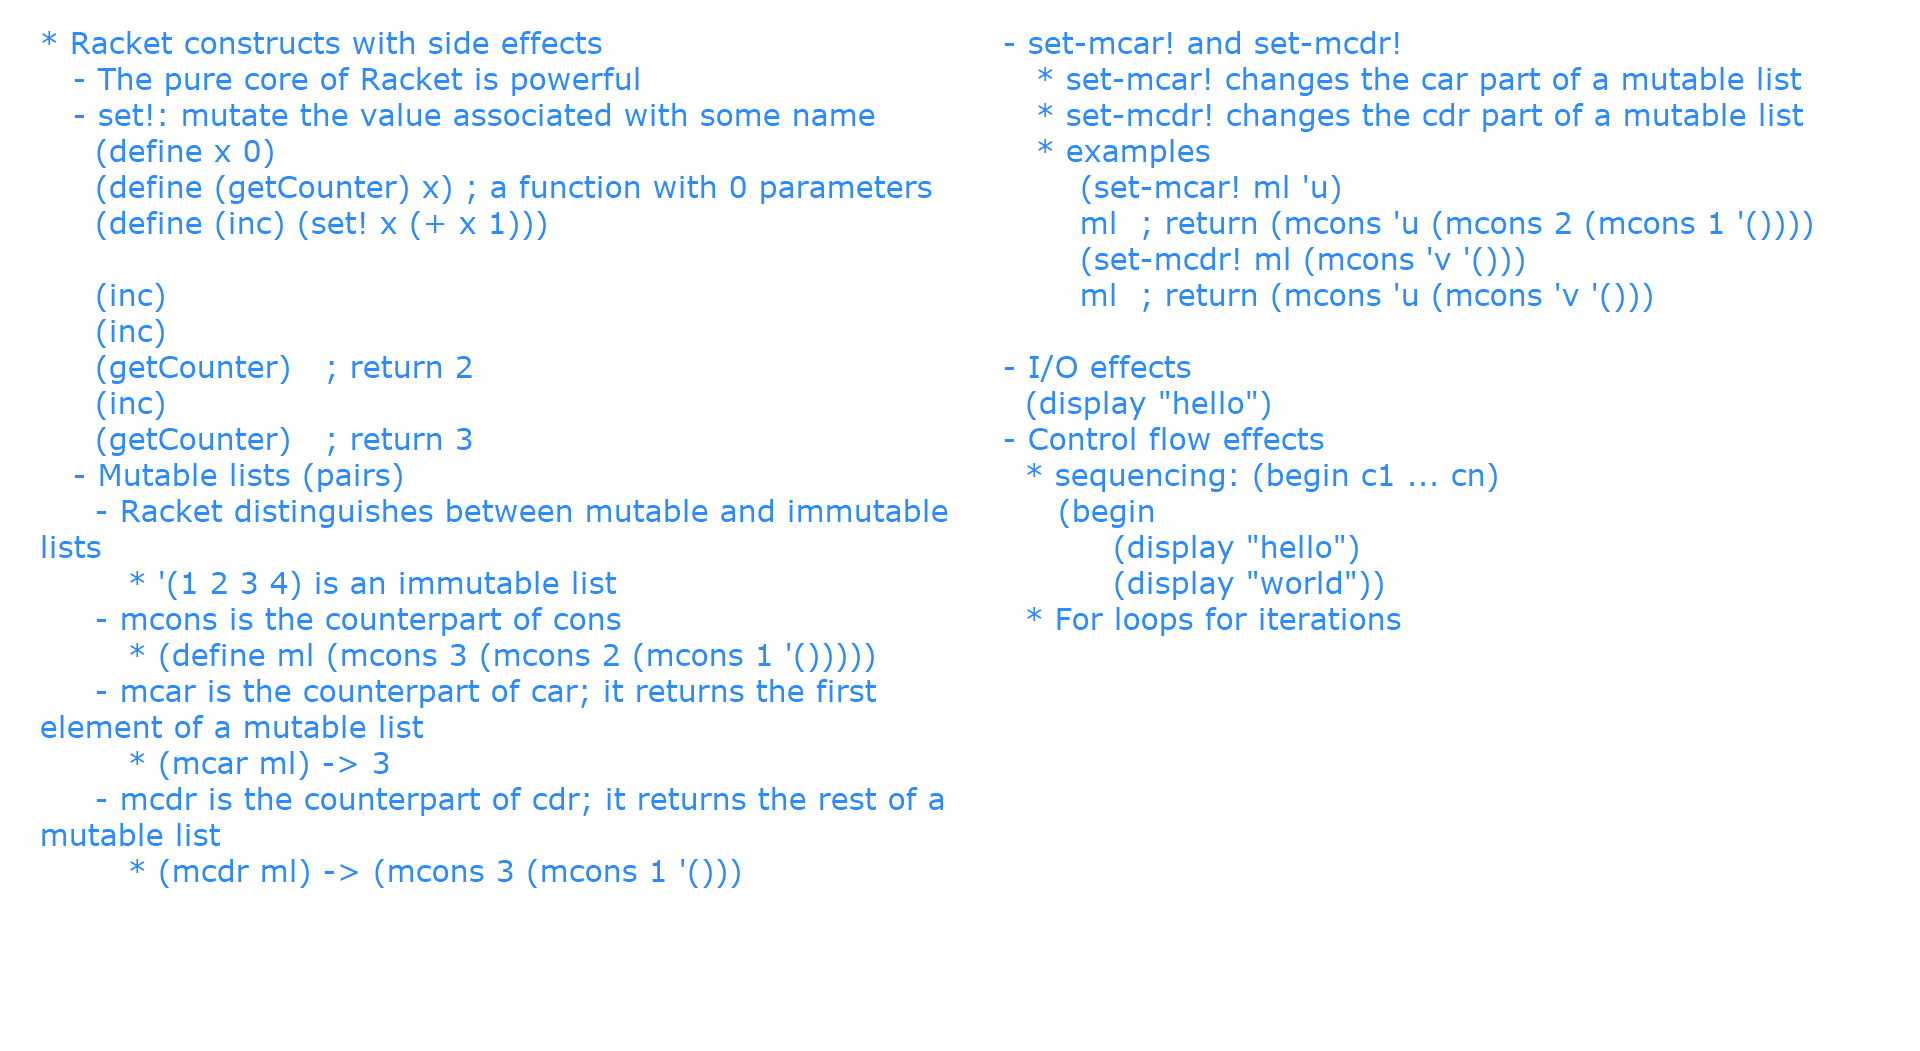 * Racket constructs with side effects
- The pure core of Racket is powerful
- set!: mutate the value associated with some name
(define x 0)
(define (getCounter) x) ; a function with 0 parameters
(define (inc) (set! x (+ x 1)))
(inc)
(inc)
(getCounter) ; return 2
(inc)
(getCounter) ; return 3
- Mutable lists (pairs)
- Racket distinguishes between mutable and immutable
lists
* '(1 2 3 4) is an immutable list
- mcons is the counterpart of cons
* (define ml (mcons 3 (mcons 2 (mcons 1 '()))))
- mcar is the counterpart of car; it returns the first
element of a mutable list
* (mcar ml) -> 3
- mcdr is the counterpart of cdr; it returns the rest of a
mutable list
* (mcdr ml) -> (mcons 3 (mcons 1 '()))
- set-mcar! and set-mcdr!
* set-mcar! changes the car part of a mutable list
* set-mcdr! changes the cdr part of a mutable list
* examples
(set-mcar! ml 'u)
ml ; return (mcons 'u (mcons 2 (mcons 1 '())))
(set-mcdr! ml (mcons 'v '()))
ml ; return (mcons 'u (mcons 'v '()))
- I/O effects
(display "hello")
- Control flow effects
* sequencing: (begin c1 ... cn)
(begin
(display "hello")
(display "world"))
* For loops for iterations